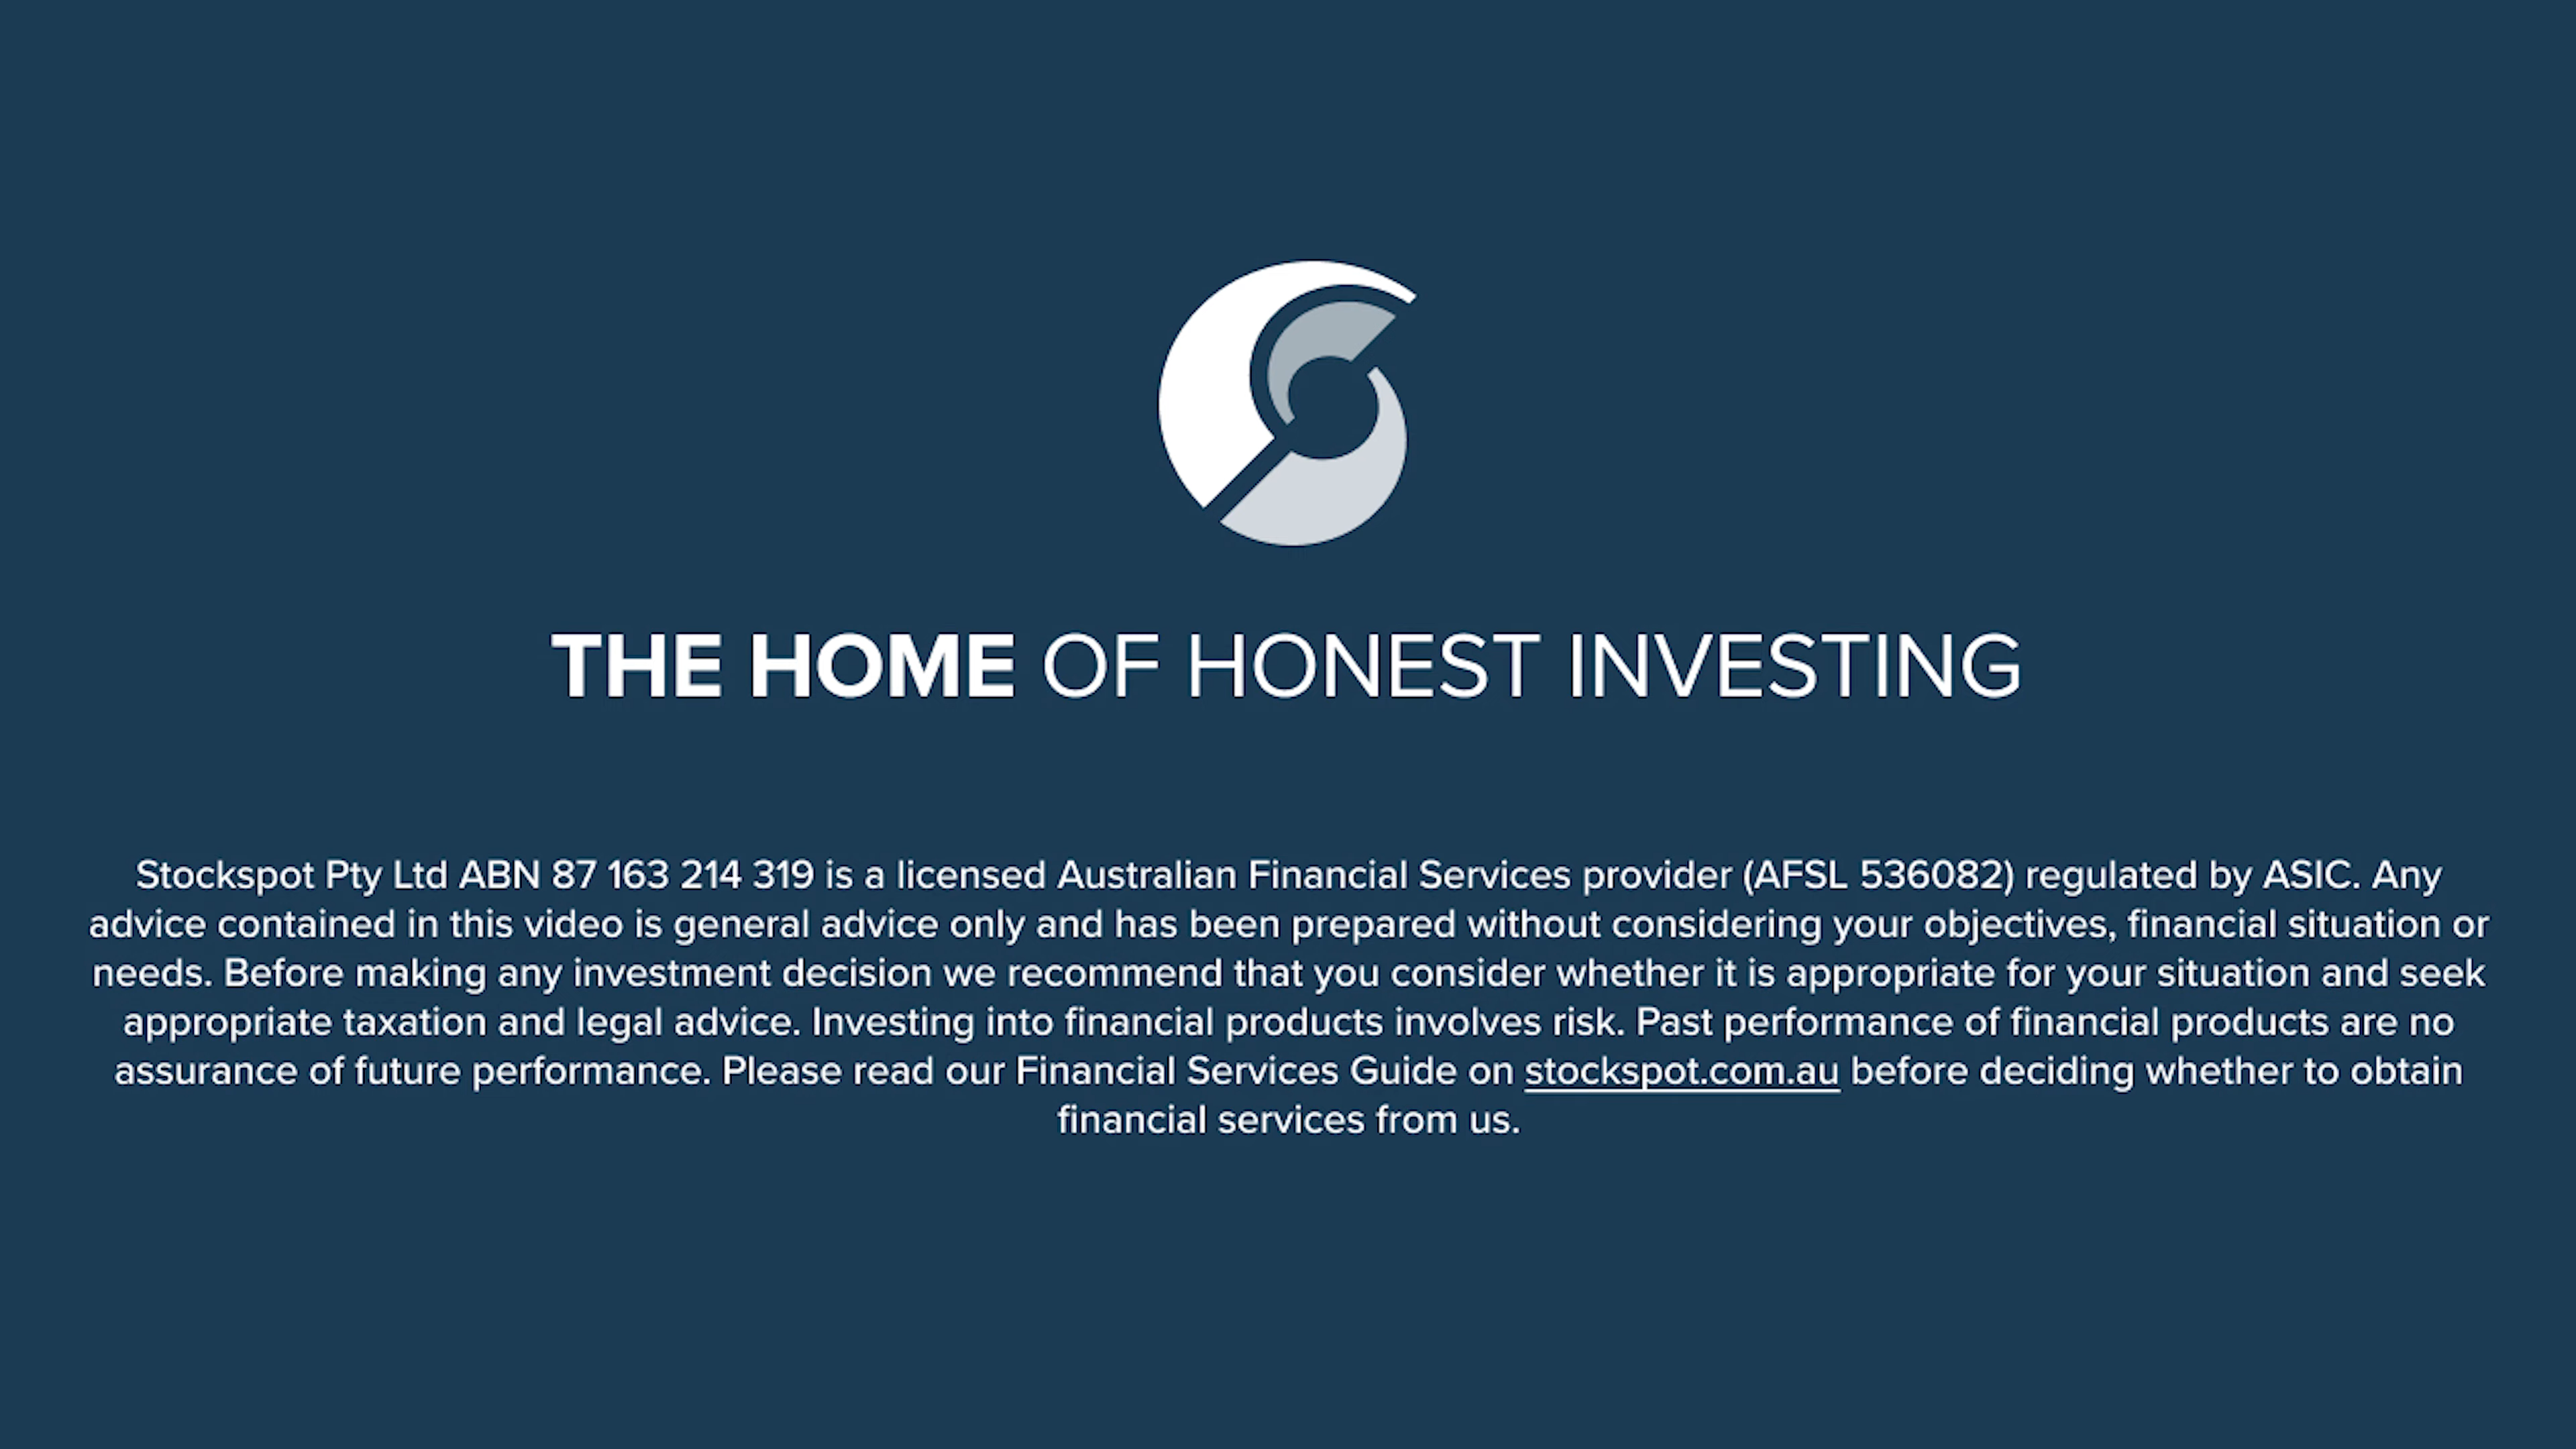 THE HOME OF HONEST INVESTING
Stockspot Pty Ltd ABN 87 163 214 319 is a licensed Australian Financial Services provider (AFSL 536082) regulated by ASIC. Any
advice contained in this video is general advice only and has been prepared without considering your objectives, financial situation or
needs. Before making any investment decision we recommend that you consider whether it is appropriate for your situation and seek
appropriate taxation and legal advice. Investing into financial products involves risk. Past performance of financial products are no
assurance of future performance. Please read our Financial Services Guide on stockspot.com.au before deciding whether to obtain
financial services from us.